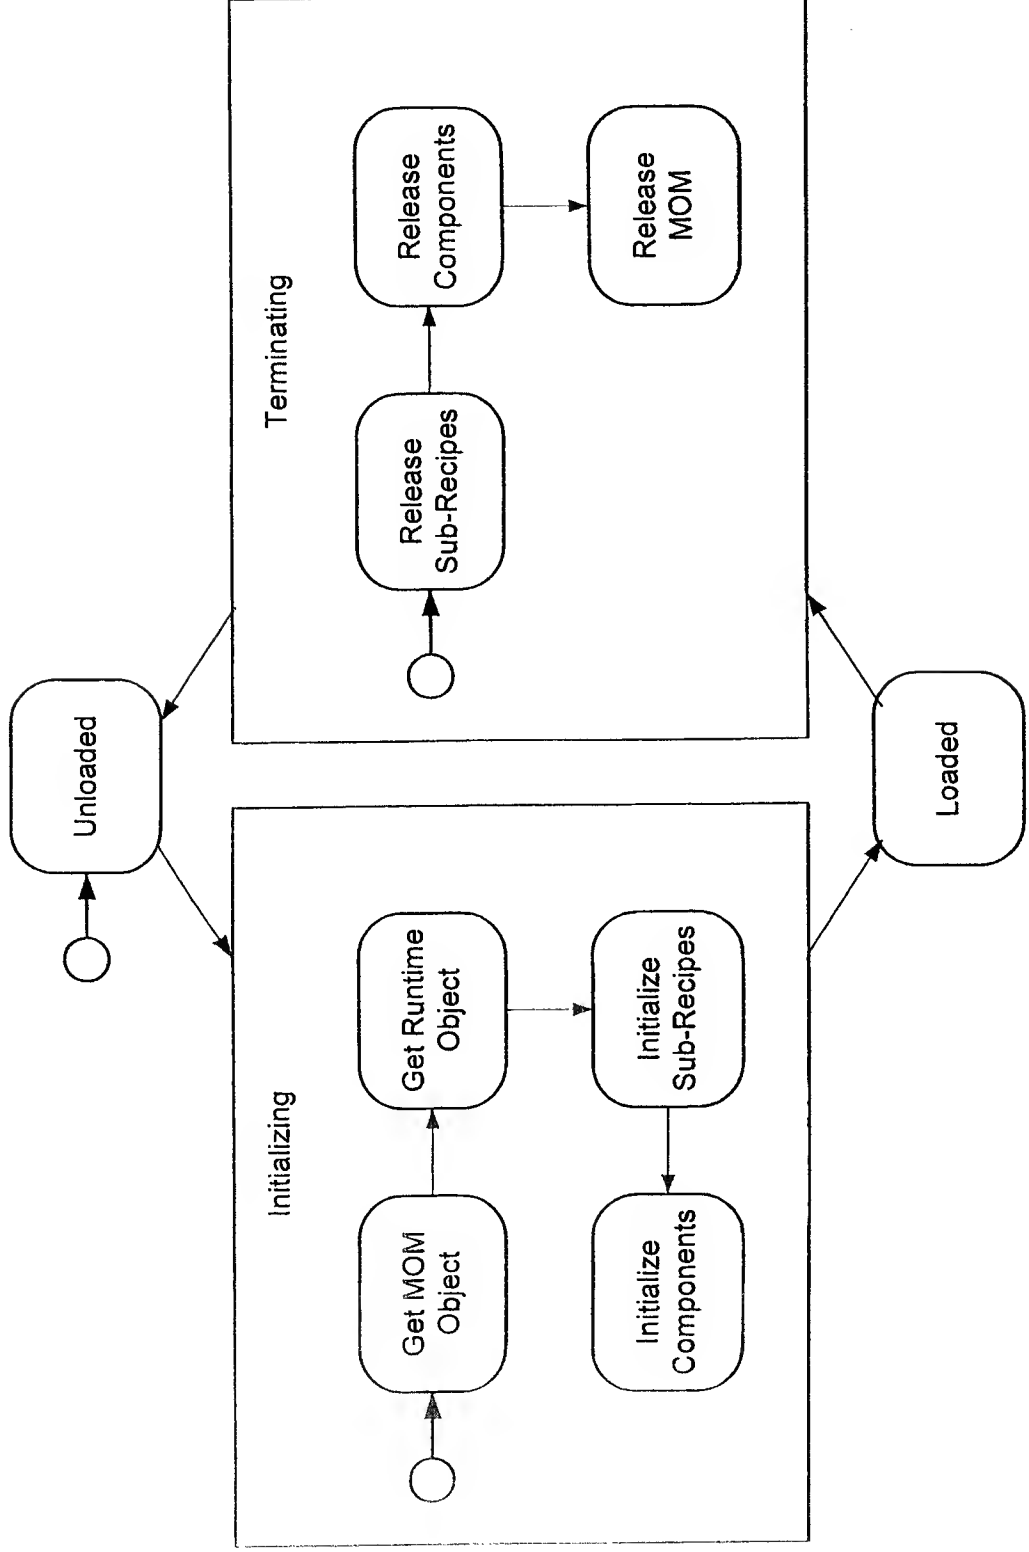 Unloaded
Initializing
Get MOM
Object
Get Runtime
Object
Initialize
Components
Initialize
Sub-Recipes
Terminating
Release
Sub-Recipes
Release
Components
Release
MOM
Loaded